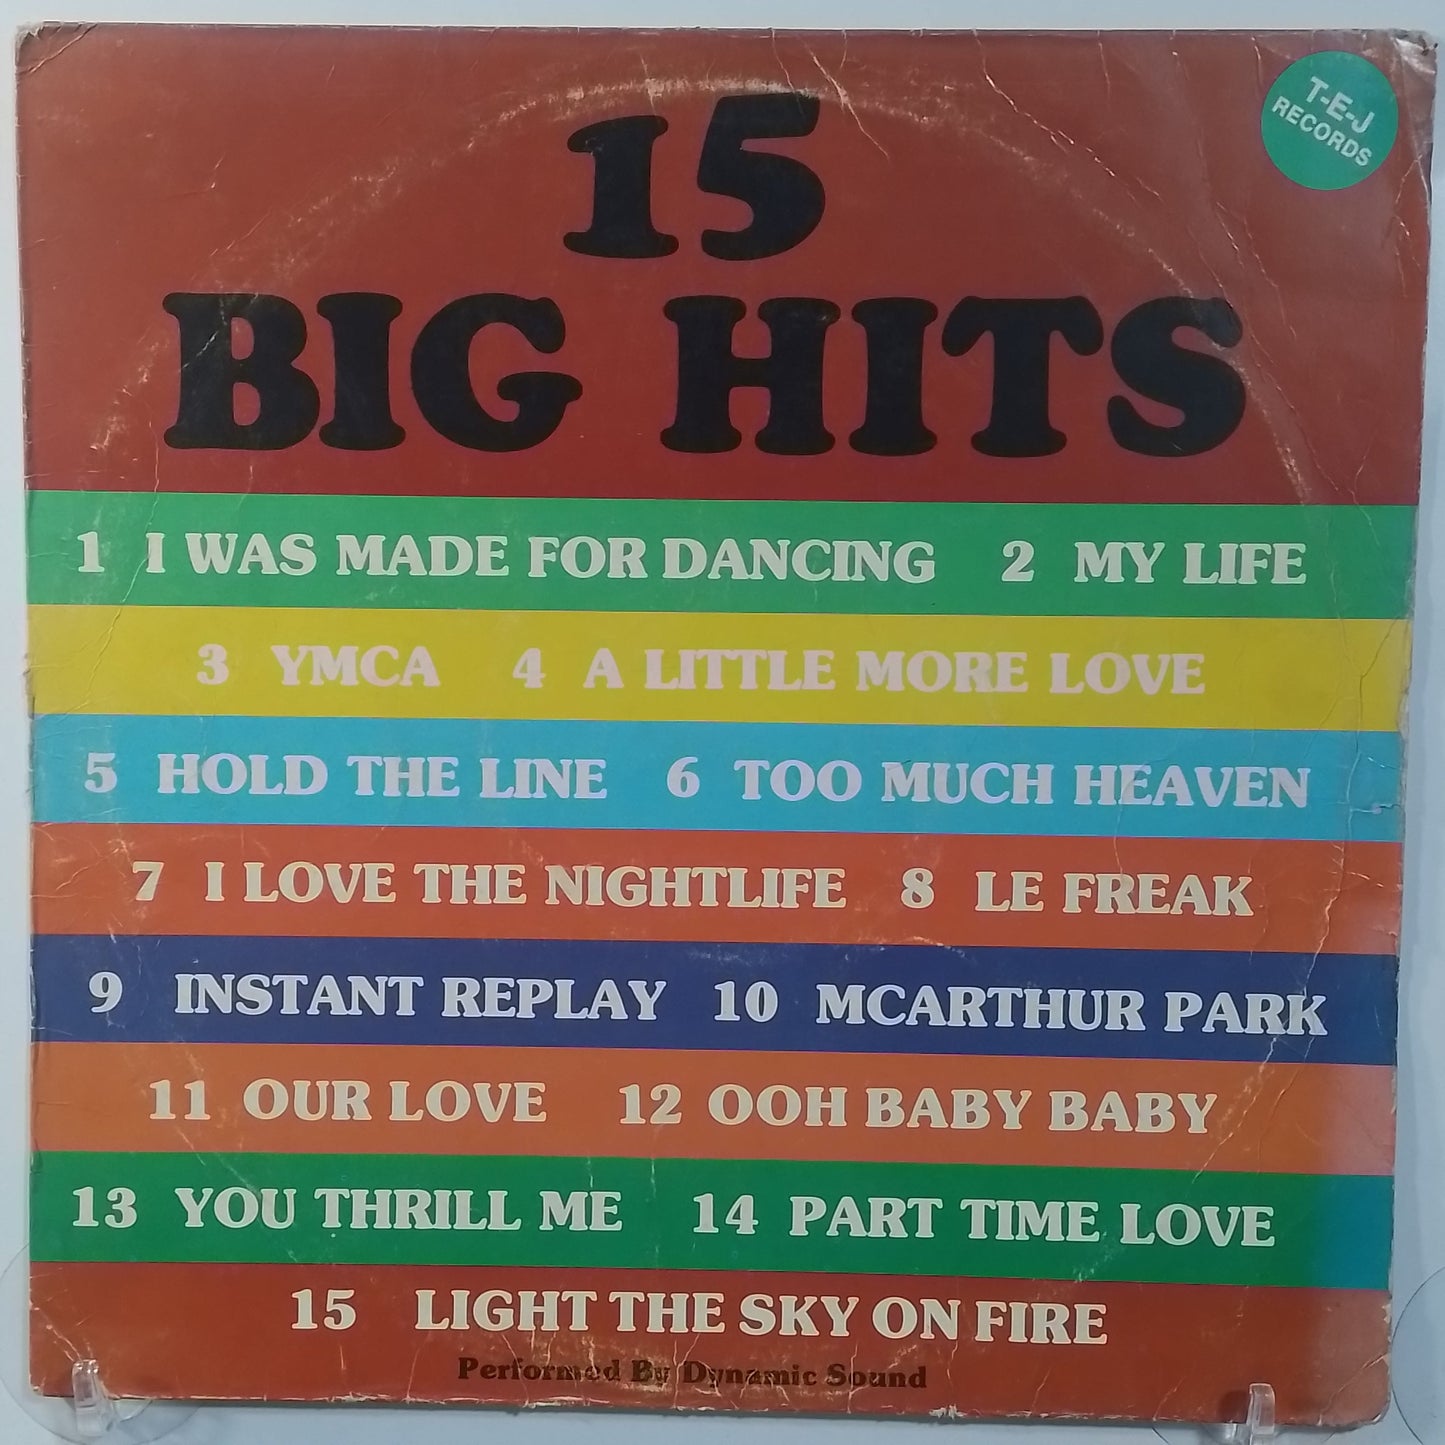 T-E-J
RECORDS
15
BIG HITS
1 I WAS MADE FOR DANCING 2 MY LIFE
3 YMCA 4 A LITTLE MORE LOVE
5 HOLD THE LINE 6 TOO MUCH HEAVEN
7 I LOVE THE NIGHTLIFE 8 LE FREAK
9 INSTANT REPLAY 10 MCARTHUR PARK
11 OUR LOVE 12 OOH BABY BABY
13 YOU THRILL ME 14 PART TIME LOVE
15 LIGHT THE SKY ON FIRE
Performed By Dynamic Sound